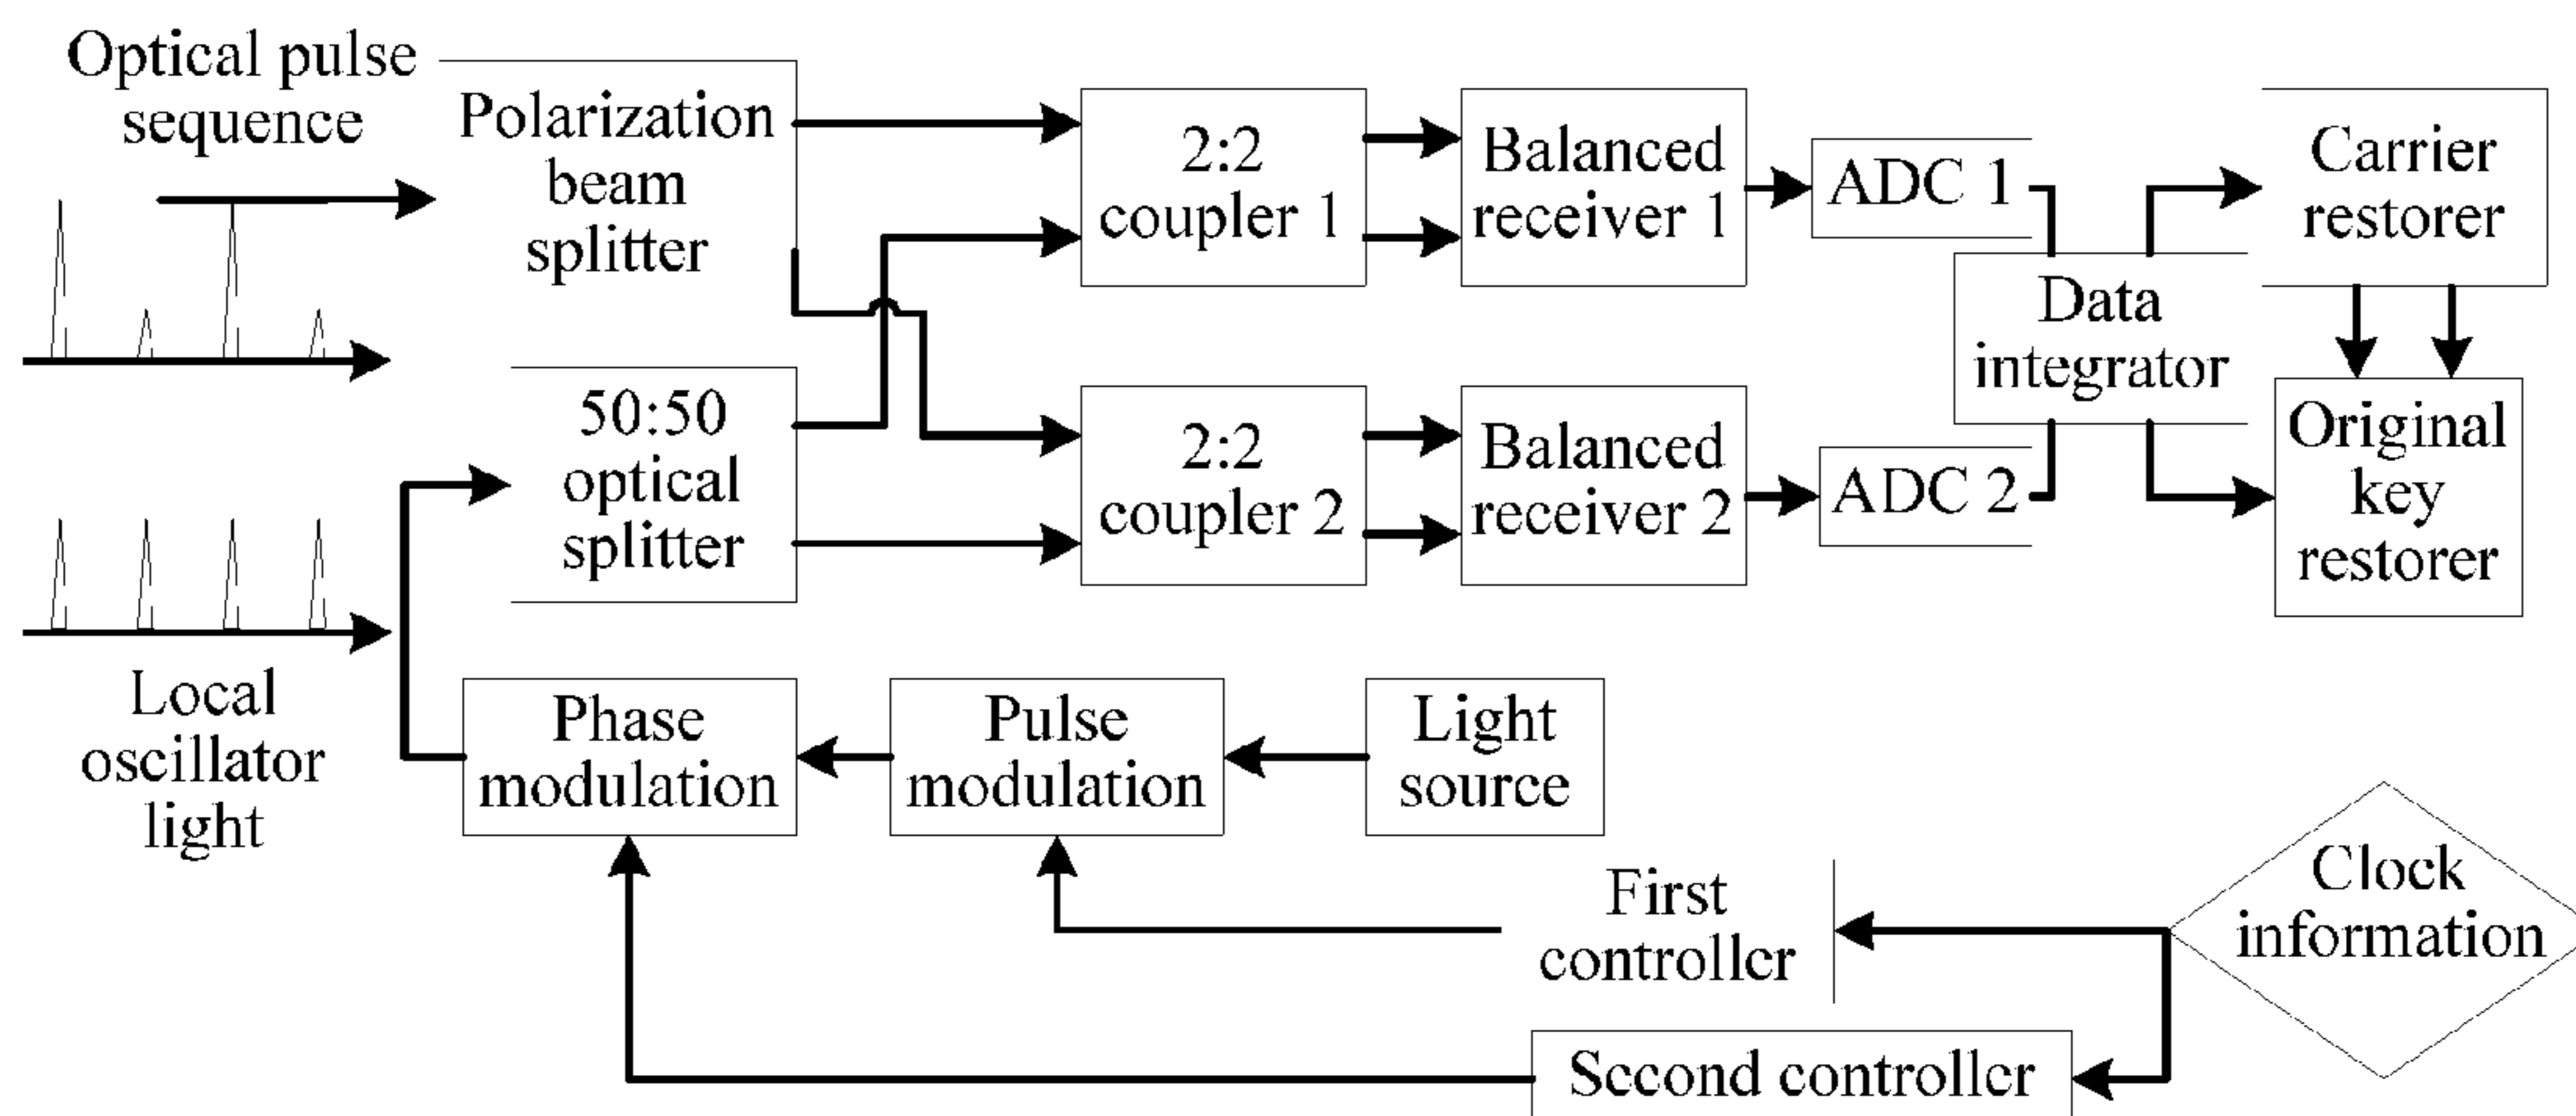 Optical pulse
sequence
Polarization
beam
splitter
2:2
coupler 1
Balanced
receiver 1
ADC 1
Carrier
restorer
Data
integrator
50:50
optical
splitter
2:2
coupler 2
Balanced
receiver 2
ADC 2
Original
key
restorer
Local
oscillator
light
Phase
modulation
Pulse
modulation
Light
source
First
controller
Clock
information
Second controller